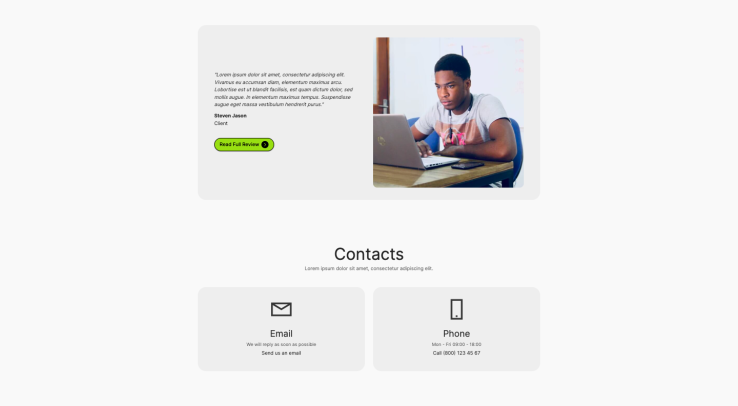 "Lorem ipsum dolor sit amet, consectetur adipiscing elit.
Vivamus eu accumsan diam, elementum maximus arcu.
Lobortise est ut blandit facilisis, est quam dictum dolor, sed
mollis augue. In elementum maximus tempus. Suspendisse
augue eget massa vestibulum hendrerit purus."
Steven Jason
Client
Read Full Review
Contacts
Lorem ipsum dolor sit amet, consectetur adipiscing elit.
Email
We will reply as soon as possible
Send us an email
Phone
Mon - Fri 09:00 - 18:00
Call (800) 123 45 67